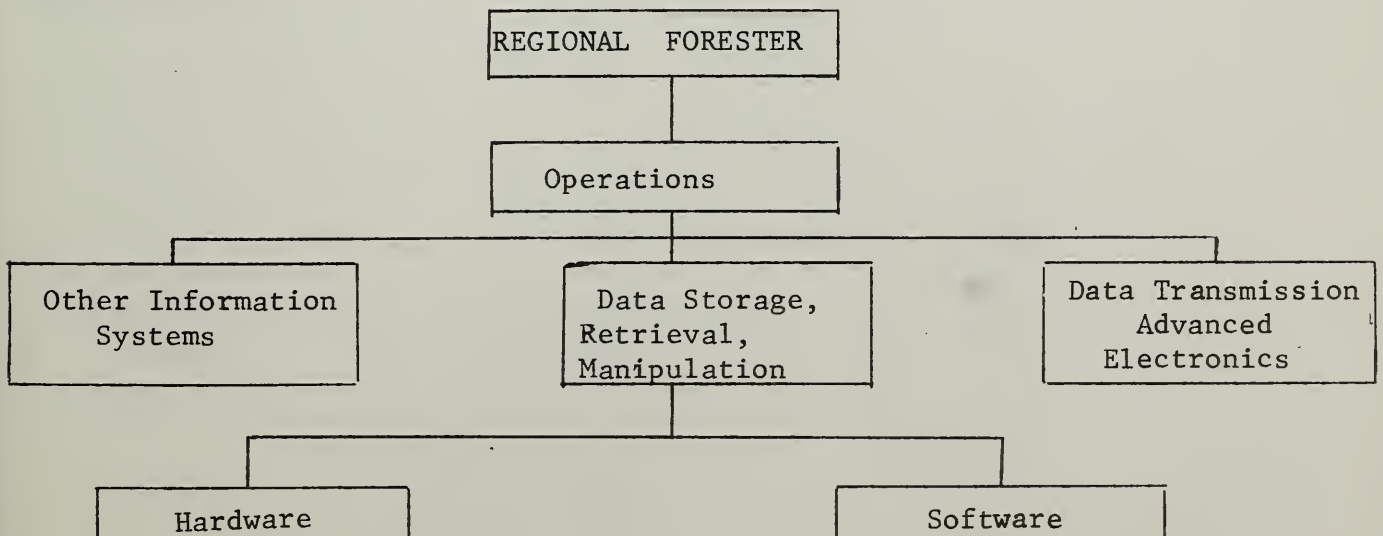 REGIONAL FORESTER
Operations
Other Information
Systems
Data Storage,
Retrieval,
Manipulation
Data Transmission
Advanced
Electronics
Hardware
Software